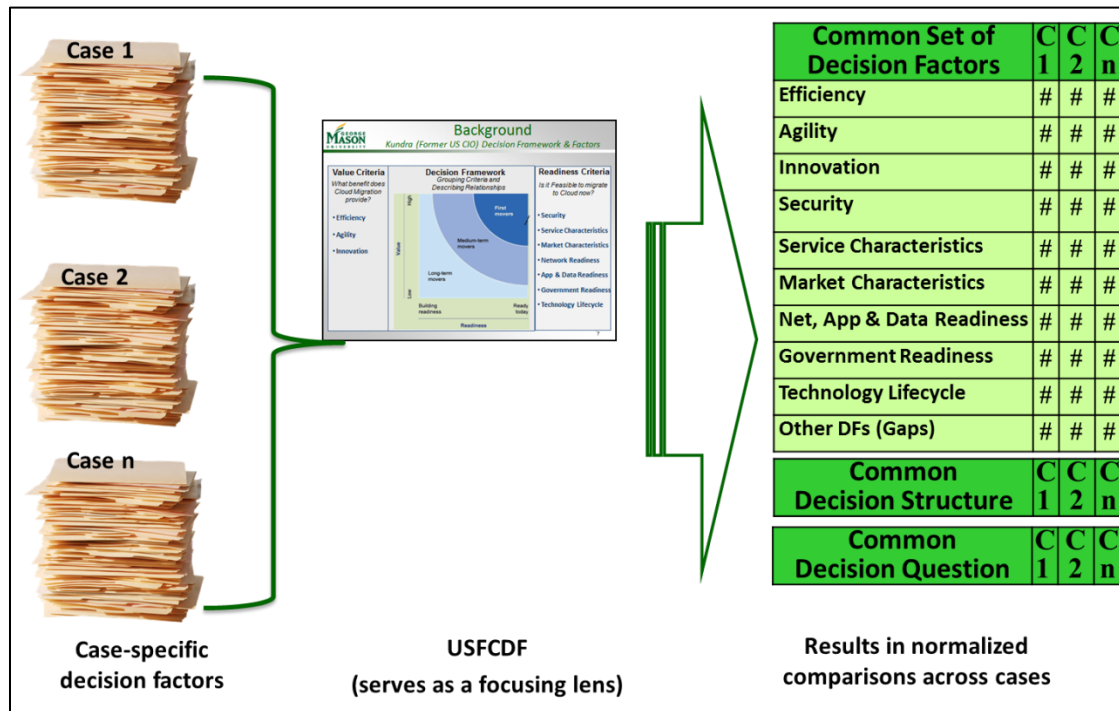 Case 1
Case 2
Case n
Case-specific
decision factors
GEORGE
MASON
UNIVERSITY
Background
Kundra (Former US CIO) Decision Framework & Factors
Value Criteria
What benefit does
Cloud Migration
provide?
• Efficiency
• Agility
• Innovation
Decision Framework
Grouping Criteria and
Describing Relationships
High
Value
Low
First
movers
Medium-term
movers
Long-term
movers
Building
readiness
Ready
today
Readiness
Readiness Criteria
Is it Feasible to migrate
to Cloud now?
• Security
• Service Characteristics
• Market Characteristics
• Network Readiness
• App & Data Readiness
• Government Readiness
• Technology Lifecycle
7
USFCDF
(serves as a focusing lens)
Common Set of C C C
Decision Factors 1 2 n
Efficiency # # #
Agility # # #
Innovation # # #
Security # # #
Service Characteristics # # #
Market Characteristics # # #
Net, App & Data Readiness # # #
Government Readiness # # #
Technology Lifecycle # # #
Other DFs (Gaps) # # #
Common C C C
Decision Structure 1 2 n
Common C C C
Decision Question 1 2 n
Results in normalized
comparisons across cases